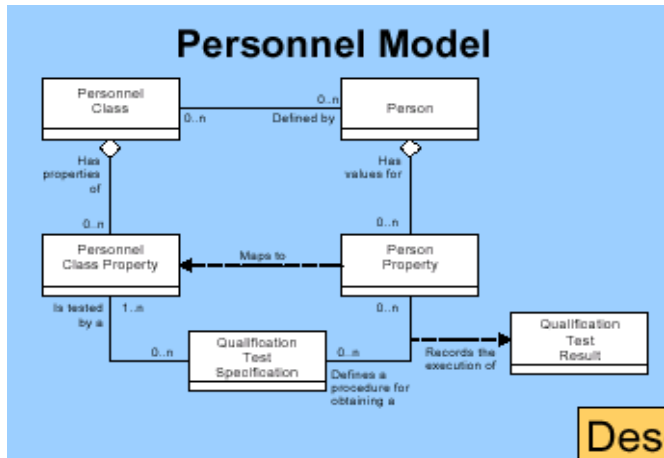 Personnel Model
Personnel
Class
0..n
0..n
Defined by
Person
Has
properties
of
0..n
Has
values for
0..n
Personnel
Class Property
Maps to
Person
Property
Is tested
by a
1..n
0..n
0..n
Qualification
Test
Specification
0..n
Defines a
procedure for
obtaining a
Records the
execution of
Qualification
Test
Result
Des